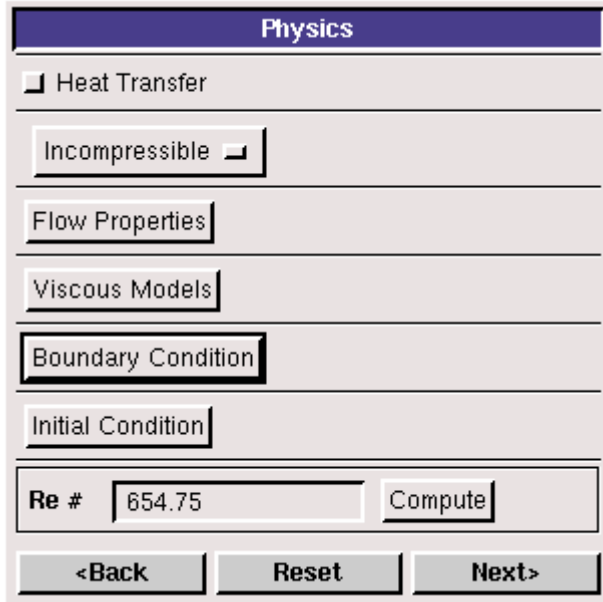 Physics
Heat Transfer
Incompressible
Flow Properties
Viscous Models
Boundary Condition
Initial Condition
Re # 654.75 Compute
<Back Reset Next>